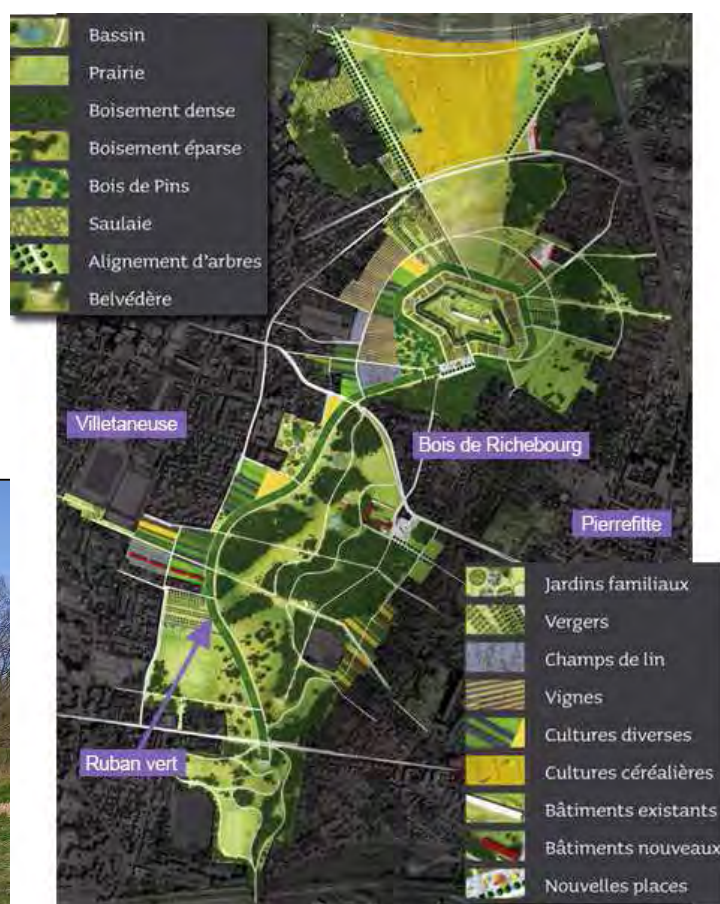 Bassin
Prairie
Boisement dense
Boisement éparse
Bois de Pins
Saulaie
Alignement d'arbres
Belvédère
Villetaneuse
Bois de Richebourg
Pierrefitte
Ruban vert
Jardins familiaux
Vergers
Champs de lin
Vignes
Cultures diverses
Cultures céréalières
Bâtiments existants
Bâtiments nouveaux
Nouvelles places